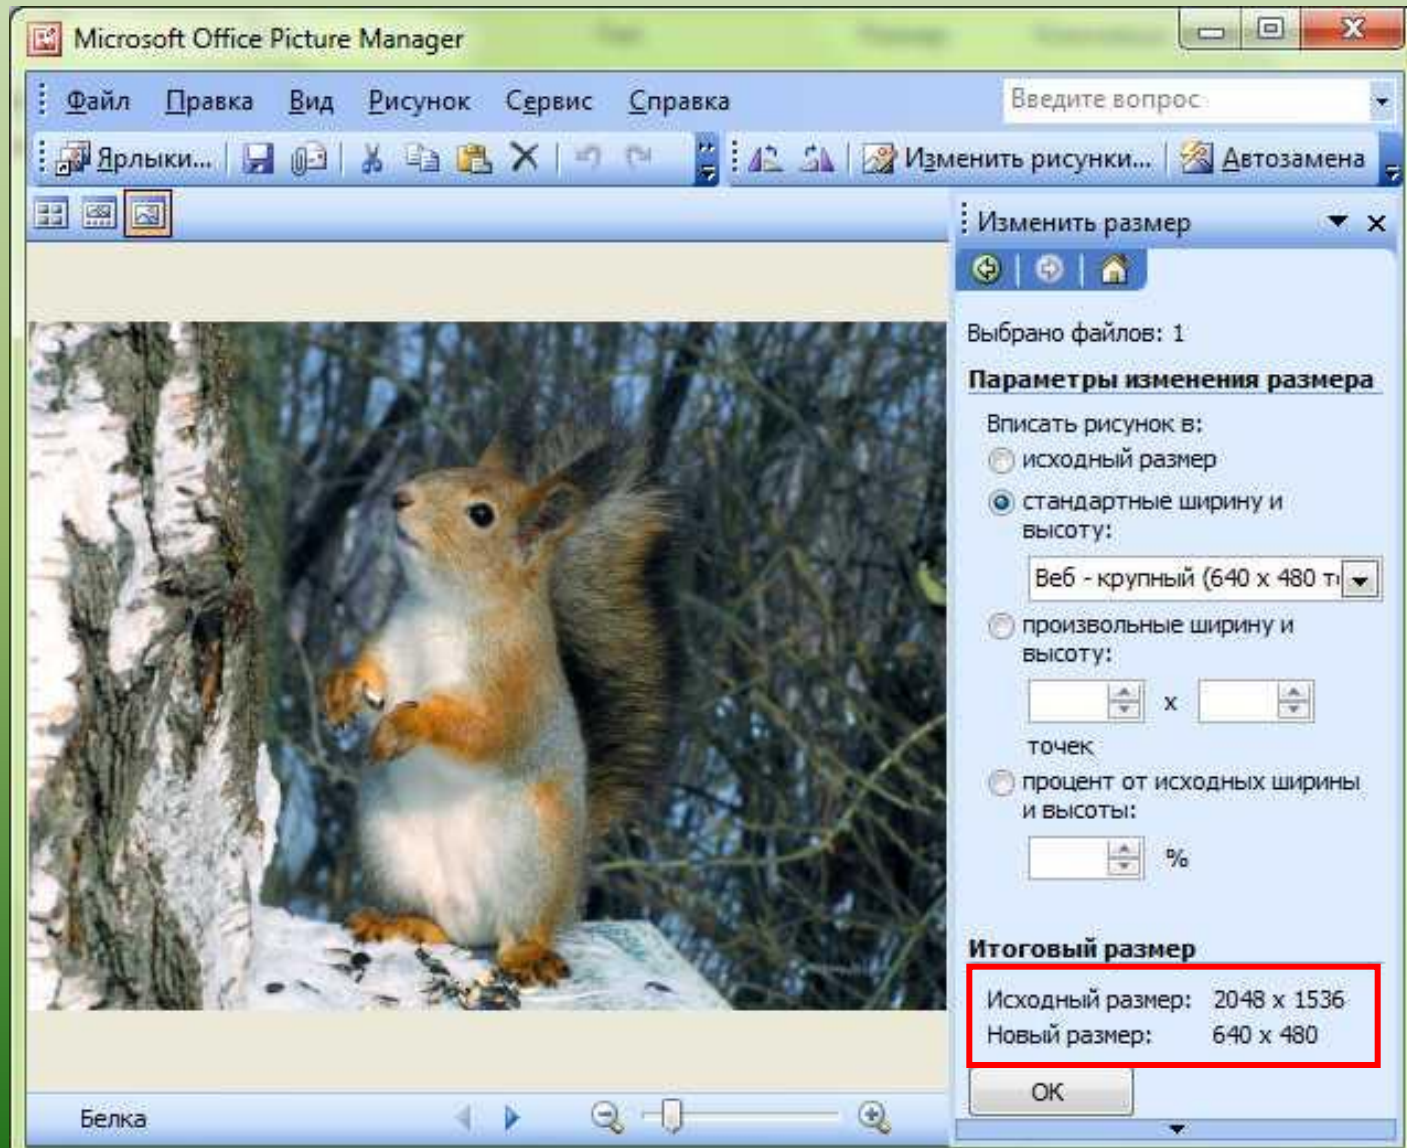 Microsoft Office Picture Manager
Файл Правка Вид Рисунок Сервис Справка Введите вопрос
Ярлыки... Изменить рисунки... Автозамена
Изменить размер
Выбрано файлов: 1
Параметры изменения размера
Вписать рисунок в:
исходный размер
стандартные ширину и
высоту:
Веб - крупный (640 x 480 т
произвольные ширину и
высоту:
x
точек
процент от исходных ширины
и высоты:
%
Итоговый размер
Исходный размер: 2048 x 1536
Новый размер: 640 x 480
ОК
Белка